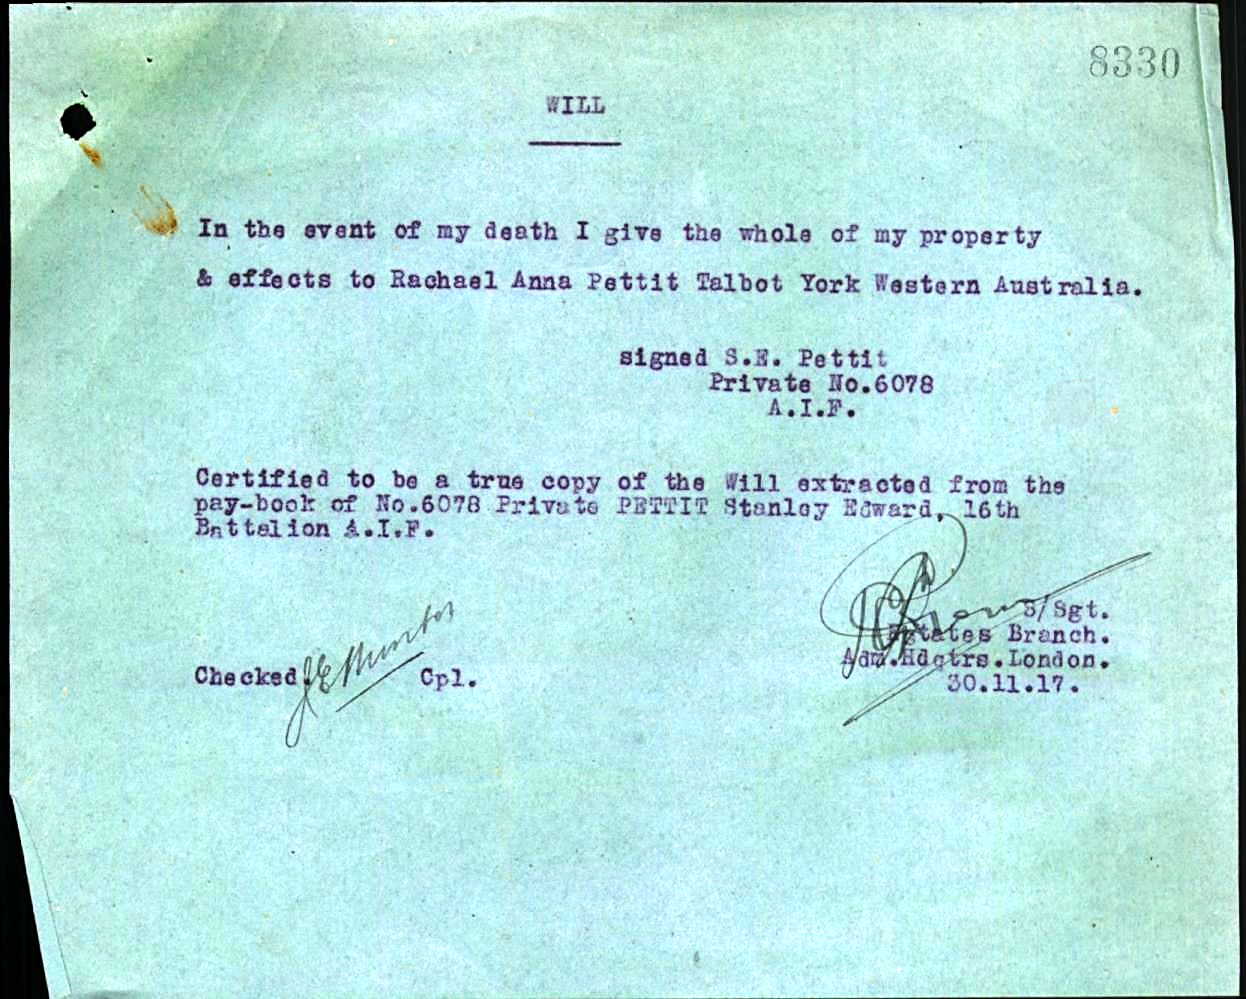 8330
WILL
In the event of my death I give the whole of my property
& effects to Rachael Anna Pettit Talbot York Western Australia.
signed S.E. Pettit
Private No.6078
A.I.F.
Certified to be a true copy of the Will extracted from the
pay-book of No.6078 Private PETTIT Stanley Edward, 16th
Battalion A.I.F.
S/Sgt.
Estates Branch.
Checked Cpl.
Adm.Hdqtrs.London.
30.11.17.